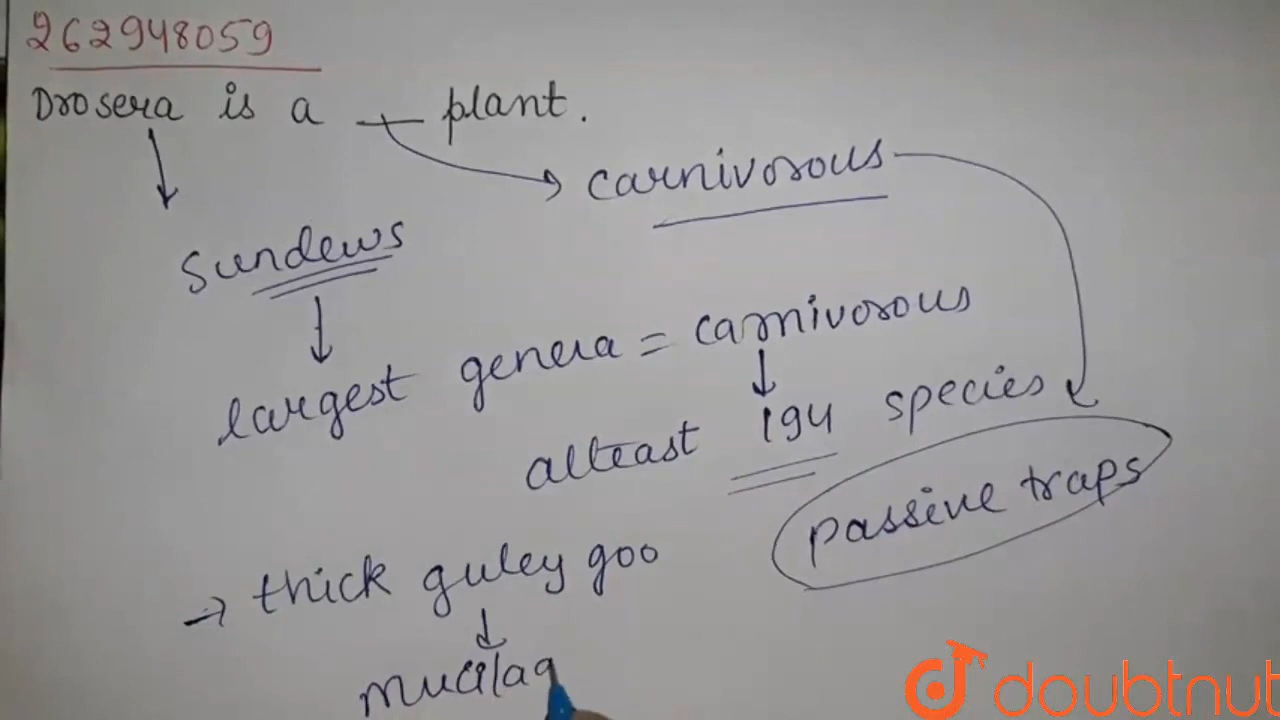 262948059
Drosera is a — plant.
carnivorous
Sundews
largest genera = carnivorous
atleast 194 species
passive traps
→ thick guley goo
mucilag
doubtnut